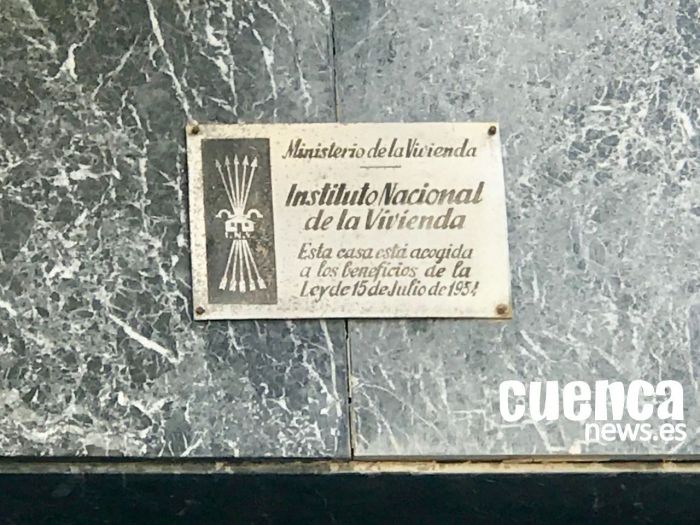 Ministerio de la Vivienda
Instituto Nacional
de la Vivienda
Esta casa está acogida
a los beneficios de la
Ley de 15 de Julio de 1954
I.N.V.
cuenca
news.es